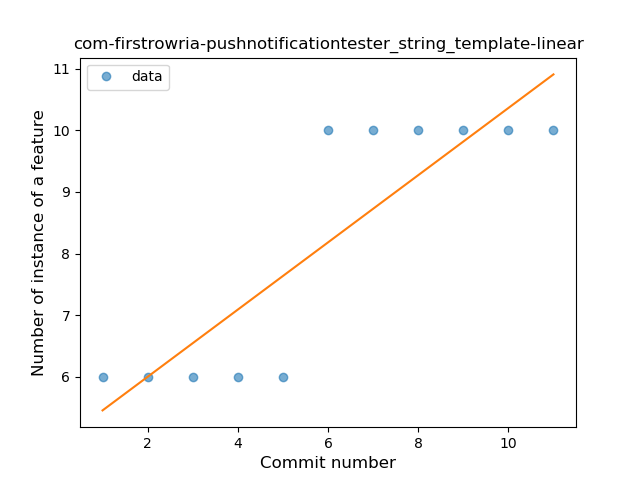 com-firstrowria-pushnotificationtester_string_template-linear
data
Number of instance of a feature
11
10
9
8
7
6
2
4
6
8
10
Commit number